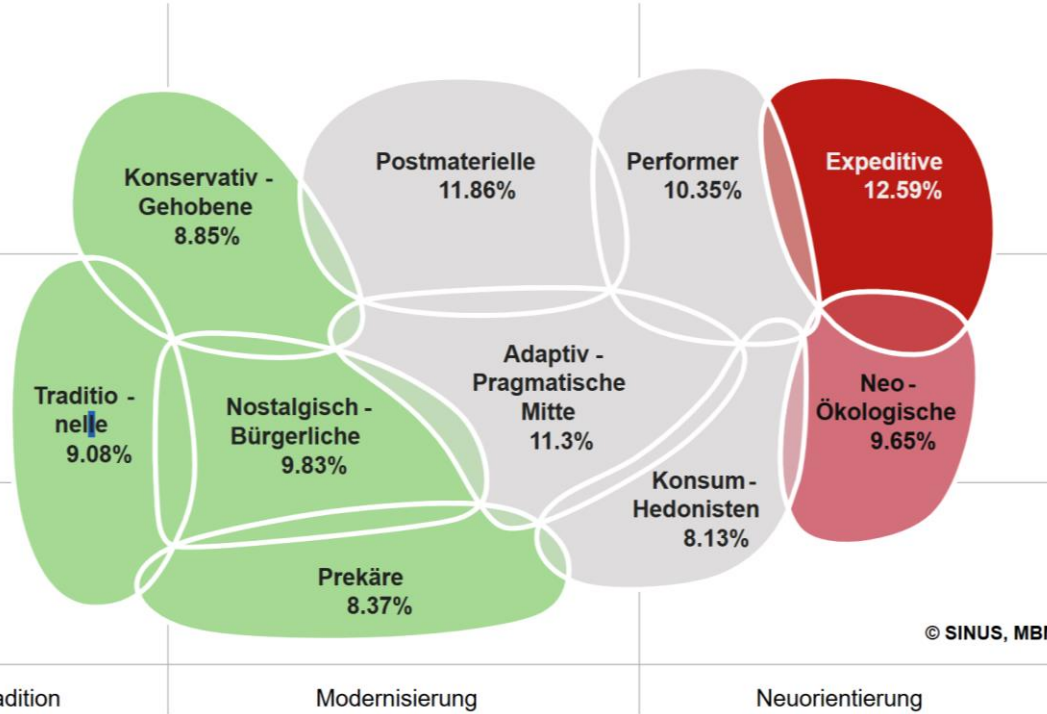 Konservativ -
Gehobene
8.85%
Postmaterielle
11.86%
Performer
10.35%
Expeditive
12.59%
Traditio -
nelle
9.08%
Nostalgisch -
Bürgerliche
9.83%
Adaptiv -
Pragmatische
Mitte
11.3%
Neo -
Ökologische
9.65%
Konsum -
Hedonisten
8.13%
Prekäre
8.37%
© SINUS, MB
adition
Modernisierung
Neuorientierung